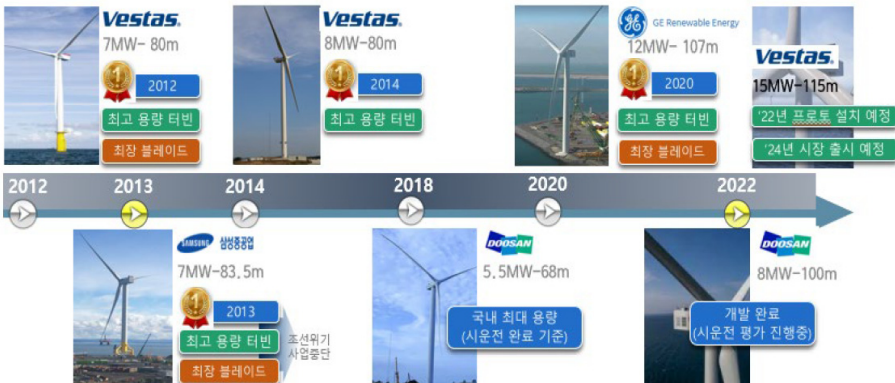 Vestas.
7MW- 80m
1
2012
최고 용량 터빈
최장 블레이드
Vestas.
8MW-80m
1
2014
최고 용량 터빈
GE Renewable Energy
12MW- 107m
1
2020
최고 용량 터빈
최장 블레이드
Vestas.
15MW-115m
'22년 프로토 설치 예정
'24년 시장 출시 예정
2012
2013
2014
2018
2020
2022
SAMSUNG 삼성중공업
7MW-83.5m
1
2013
최고 용량 터빈
최장 블레이드
조선위기
사업중단
DOOSAN
5.5MW-68m
국내 최대 용량
(시운전 완료 기준)
DOOSAN
8MW-100m
개발 완료
(시운전 평가 진행중)